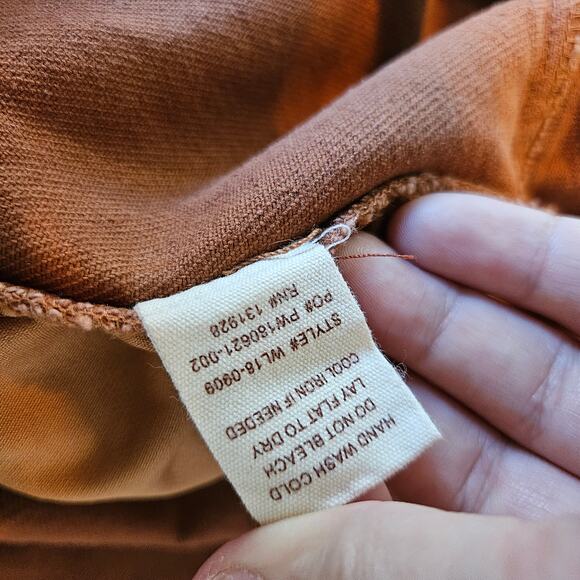 HAND WASH COLD
DO NOT BLEACH
LAY FLAT TO DRY
COOL IRON IF NEEDED
STYLE# WL18-0909
PO# PW180621-002
RN# 131928